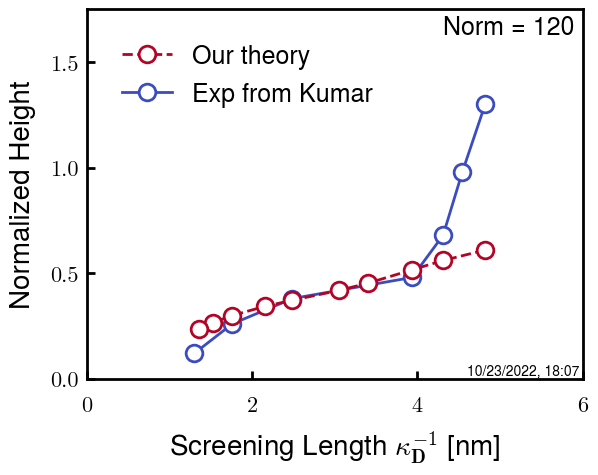 Norm = 120
Our theory
Exp from Kumar
Normalized Height
1.5
1.0
0.5
0.0
10/23/2022, 18:07
0 2 4 6
Screening Length κ_D^{-1} [nm]